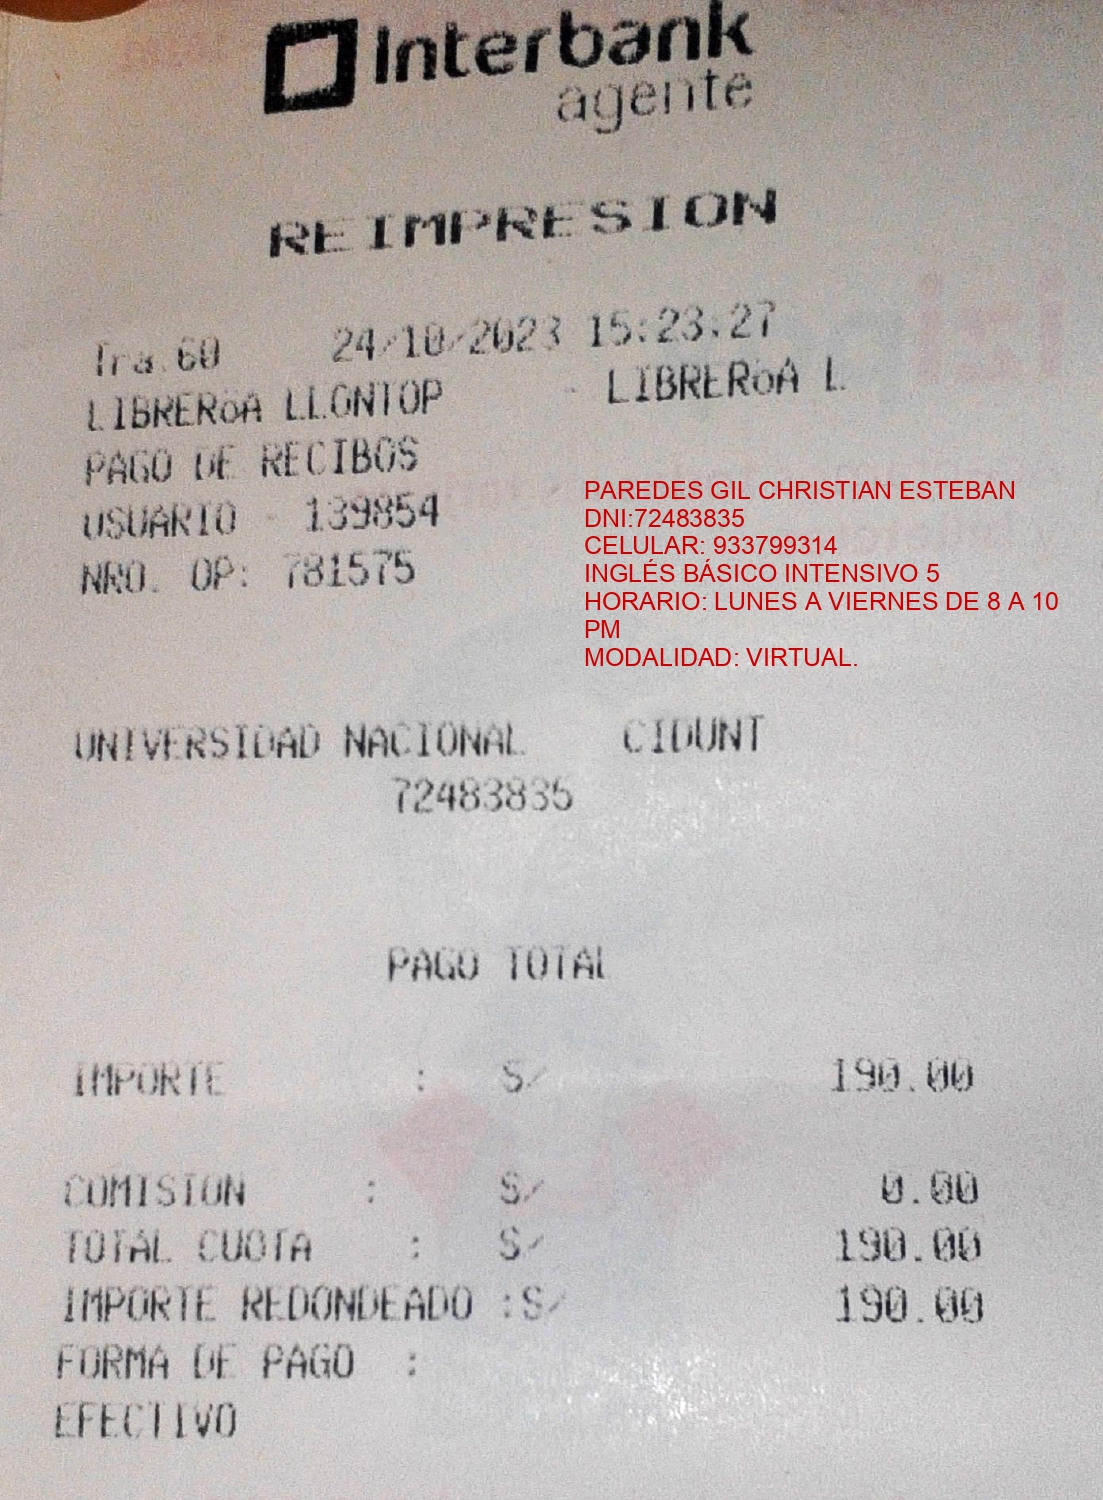 Interbank
agente
REIMPRESION
Tra.60 24/10/2023 15:23:27
LIBRERöA LLONTOP - LIBRERöA L
PAGO DE RECIBOS
USUARIO - 139854
NRO. OP: 781575
PAREDES GIL CHRISTIAN ESTEBAN
DNI:72483835
CELULAR: 933799314
INGLÉS BÁSICO INTENSIVO 5
HORARIO: LUNES A VIERNES DE 8 A 10
PM
MODALIDAD: VIRTUAL.
UNIVERSIDAD NACIONAL CIDUNT
72483835
PAGO TOTAL
IMPORTE : S/ 190.00
COMISION : S/ 0.00
TOTAL CUOTA : S/ 190.00
IMPORTE REDONDEADO :S/ 190.00
FORMA DE PAGO :
EFECTIVO